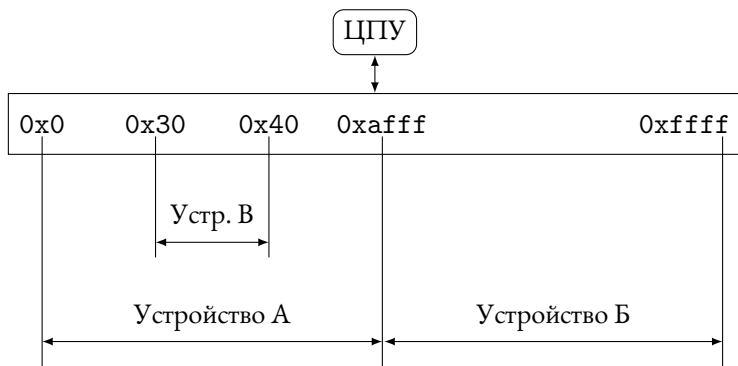 ЦПУ
0x0 0x30 0x40 0xafff 0xffff
Устр. В
Устройство А Устройство Б